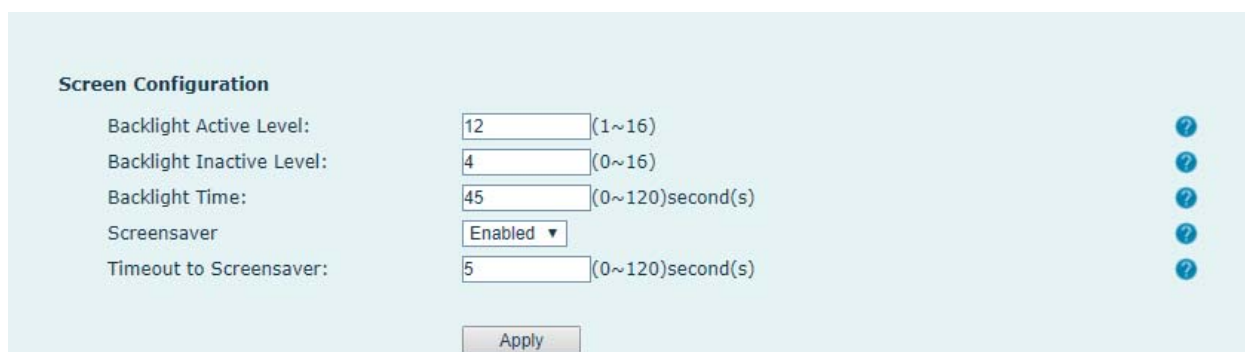 Screen Configuration
Backlight Active Level: 12 (1~16)
Backlight Inactive Level: 4 (0~16)
Backlight Time: 45 (0~120)second(s)
Screensaver Enabled
Timeout to Screensaver: 5 (0~120)second(s)
Apply